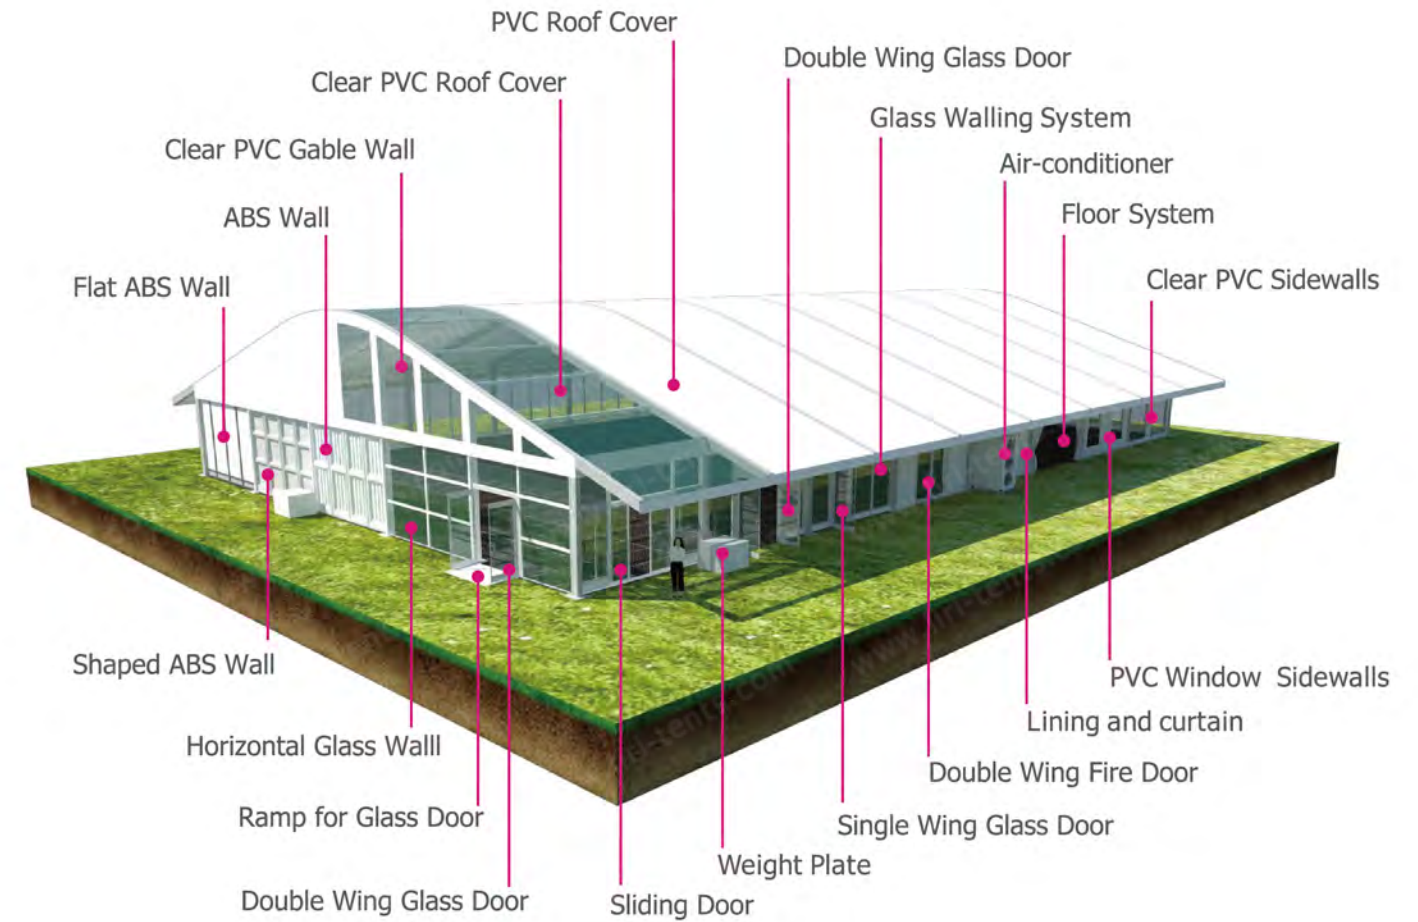 PVC Roof Cover
Double Wing Glass Door
Clear PVC Roof Cover
Glass Walling System
Clear PVC Gable Wall
Air-conditioner
ABS Wall
Floor System
Flat ABS Wall
Clear PVC Sidewalls
Shaped ABS Wall
PVC Window Sidewalls
Lining and curtain
Horizontal Glass Walll
Double Wing Fire Door
Ramp for Glass Door
Single Wing Glass Door
Weight Plate
Double Wing Glass Door
Sliding Door